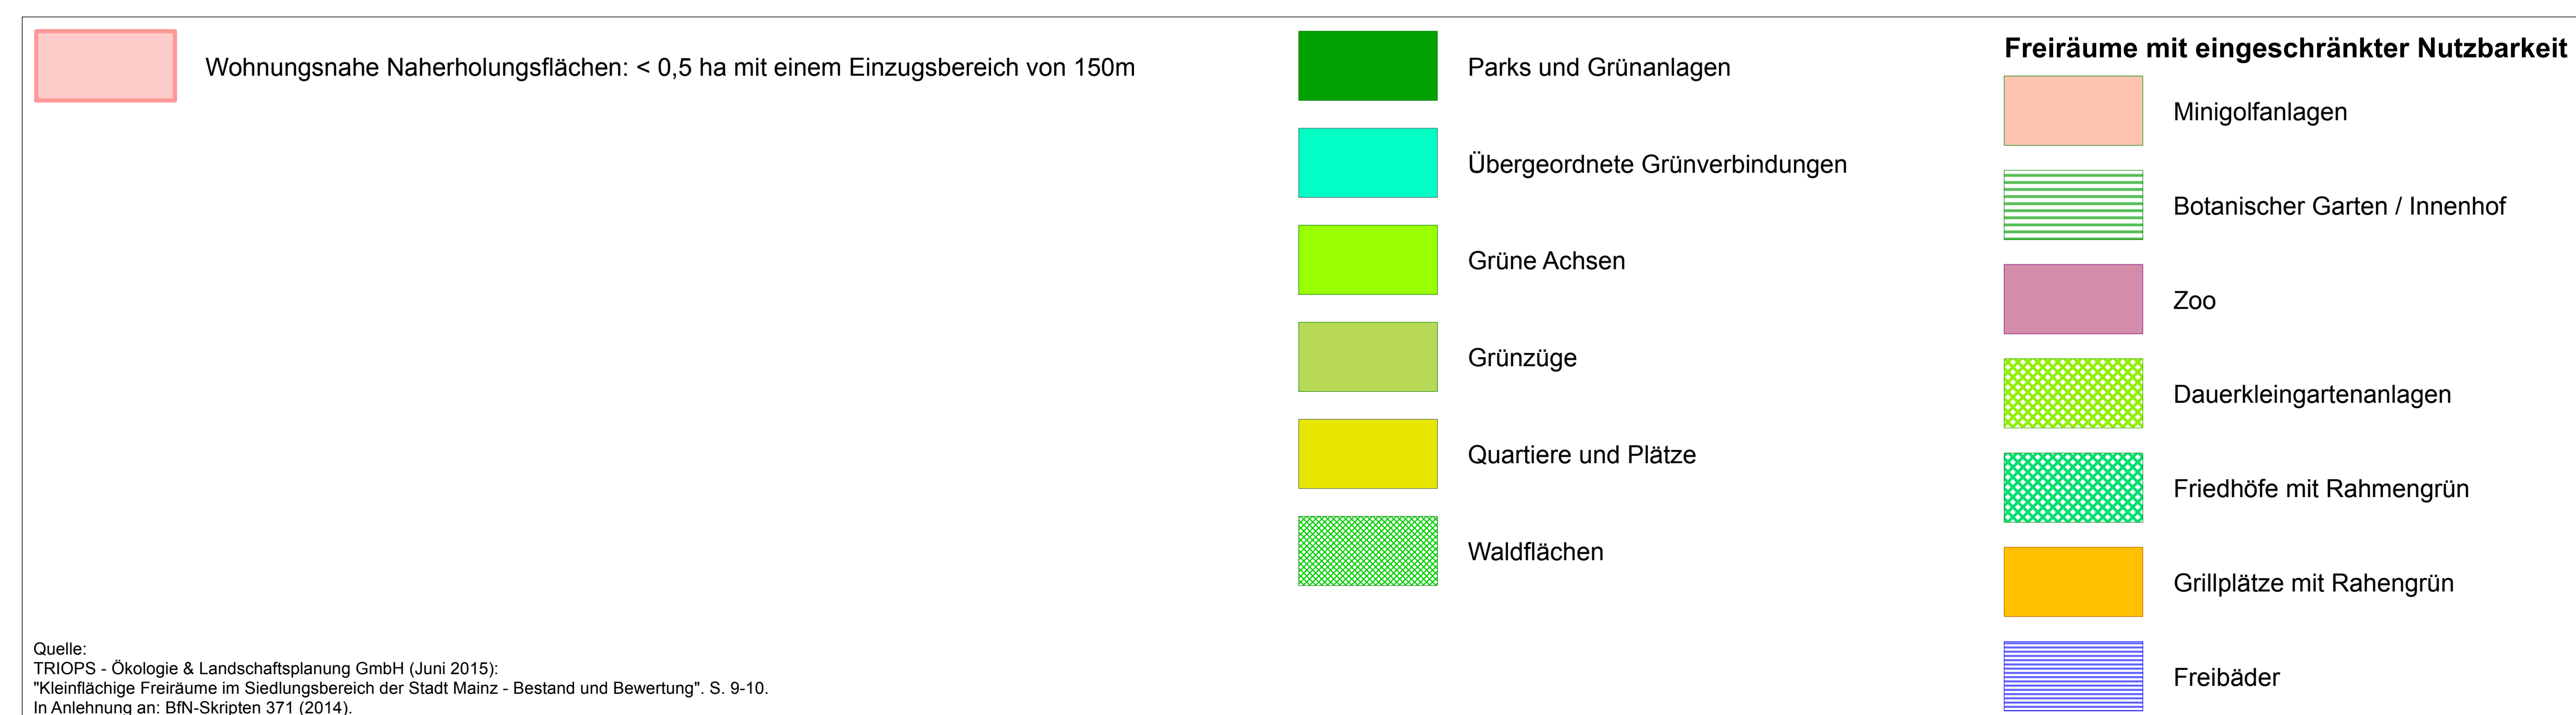 Wohnungsnahe Naherholungsflächen: < 0,5 ha mit einem Einzugsbereich von 150m
Parks und Grünanlagen
Übergeordnete Grünverbindungen
Grüne Achsen
Grünzüge
Quartiere und Plätze
Waldflächen
Freiräume mit eingeschränkter Nutzbarkeit
Minigolfanlagen
Botanischer Garten / Innenhof
Zoo
Dauerkleingartenanlagen
Friedhöfe mit Rahmengrün
Grillplätze mit Rahengrün
Freibäder
Quelle:
TRIOPS - Ökologie & Landschaftsplanung GmbH (Juni 2015):
"Kleinflächige Freiräume im Siedlungsbereich der Stadt Mainz - Bestand und Bewertung". S. 9-10.
In Anlehnung an: BfN-Skripten 371 (2014).